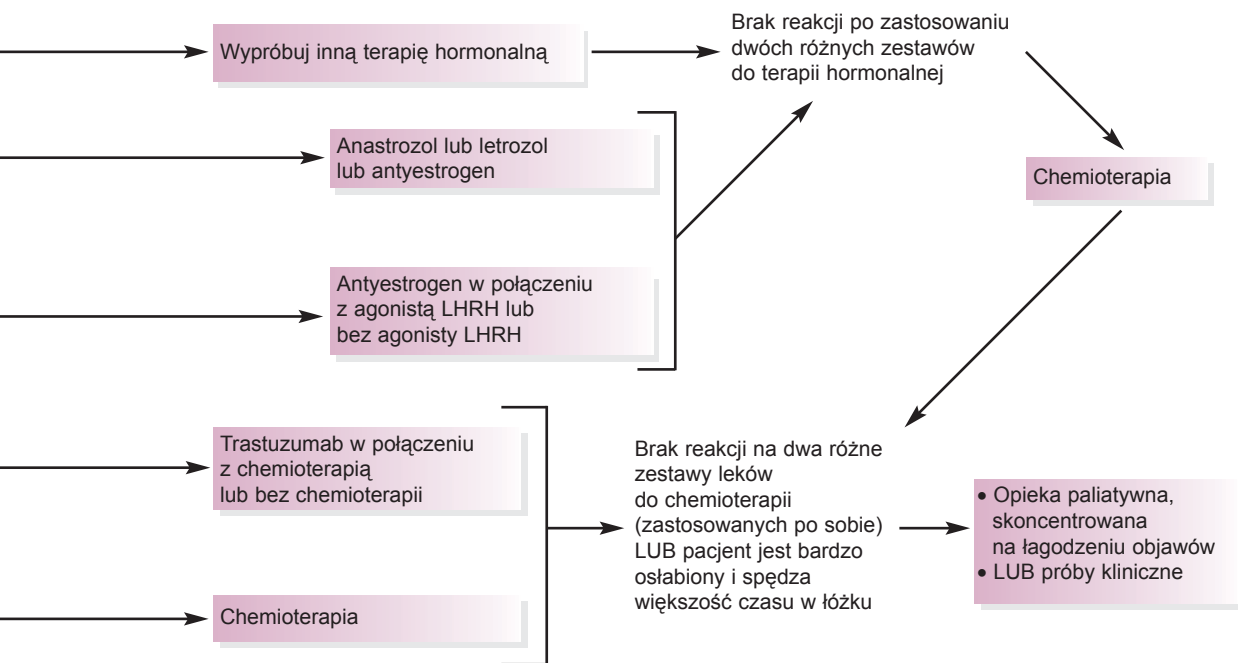 Wypróbuj inną terapię hormonalną
Brak reakcji po zastosowaniu
dwóch różnych zestawów
do terapii hormonalnej
Anastrozol lub letrozol
lub antyestrogen
Chemioterapia
Antyestrogen w połączeniu
z agonistą LHRH lub
bez agonisty LHRH
Trastuzumab w połączeniu
z chemioterapią
lub bez chemioterapii
Brak reakcji na dwa różne
zestawy leków
do chemioterapii
(zastosowanych po sobie)
LUB pacjent jest bardzo
osłabiony i spędza
większość czasu w łóżku
• Opieka paliatywna,
skoncentrowana
na łagodzeniu objawów
• LUB próby kliniczne
Chemioterapia